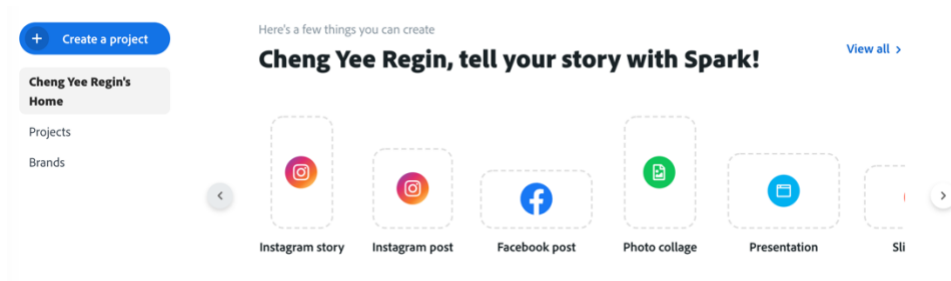 Create a project
Cheng Yee Regin's
Home
Projects
Brands
Here's a few things you can create
Cheng Yee Regin, tell your story with Spark!
View all
Instagram story
Instagram post
Facebook post
Photo collage
Presentation
Sli